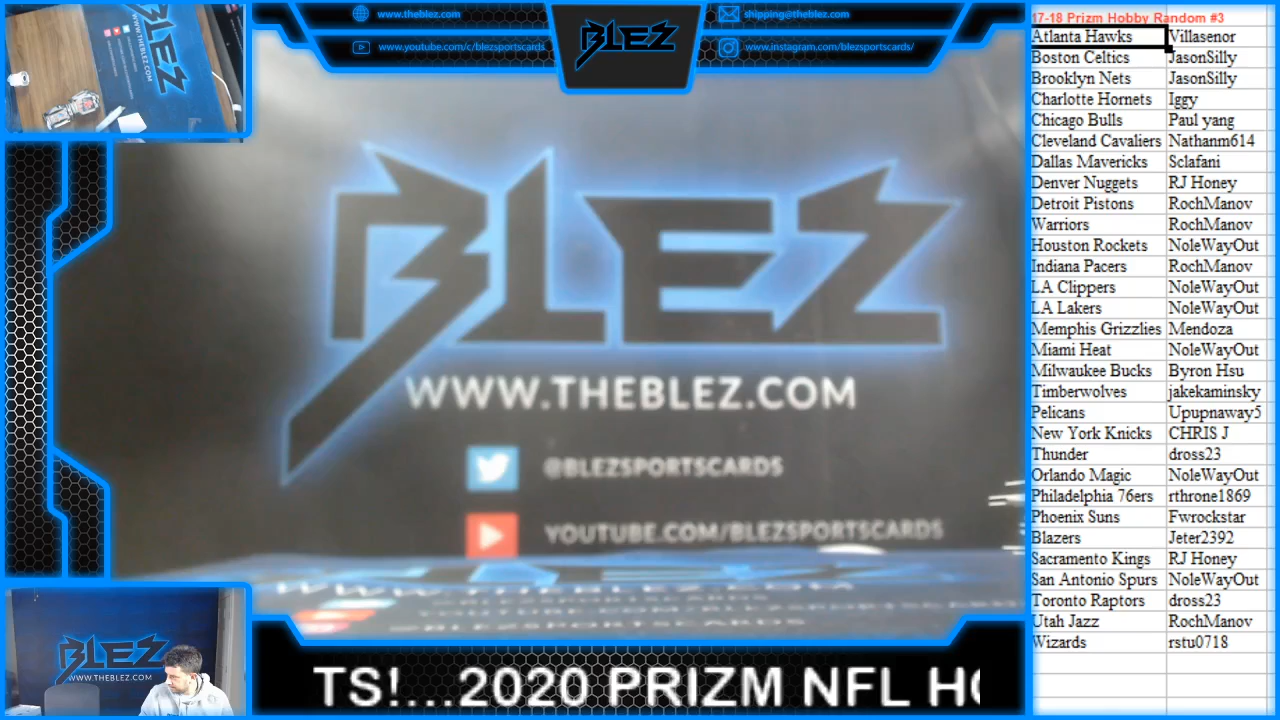 www.theblez.com
shipping@theblez.com
www.youtube.com/c/blezsportscards
www.instagram.com/blezsportscards/
BLEZ
BLEZ
WWW.THEBLEZ.COM
@BLEZSPORTSCARDS
YOUTUBE.COM/BLEZSPORTSCARDS
WWW.THEBLEZ.COM
@BLEZSPORTSCARDS
BLEZ
WWW.THEBLEZ.COM
TS!...2020 PRIZM NFL HO
17-18 Prizm Hobby Random #3
Atlanta Hawks Villasenor
Boston Celtics JasonSilly
Brooklyn Nets JasonSilly
Charlotte Hornets Iggy
Chicago Bulls Paul yang
Cleveland Cavaliers Nathanm614
Dallas Mavericks Sclafani
Denver Nuggets RJ Honey
Detroit Pistons RochManov
Warriors RochManov
Houston Rockets NoleWayOut
Indiana Pacers RochManov
LA Clippers NoleWayOut
LA Lakers NoleWayOut
Memphis Grizzlies Mendoza
Miami Heat NoleWayOut
Milwaukee Bucks Byron Hsu
Timberwolves jakekaminsky
Pelicans Upupnaway5
New York Knicks CHRIS J
Thunder dross23
Orlando Magic NoleWayOut
Philadelphia 76ers rthrone1869
Phoenix Suns Fwrockstar
Blazers Jeter2392
Sacramento Kings RJ Honey
San Antonio Spurs NoleWayOut
Toronto Raptors dross23
Utah Jazz RochManov
Wizards rstu0718